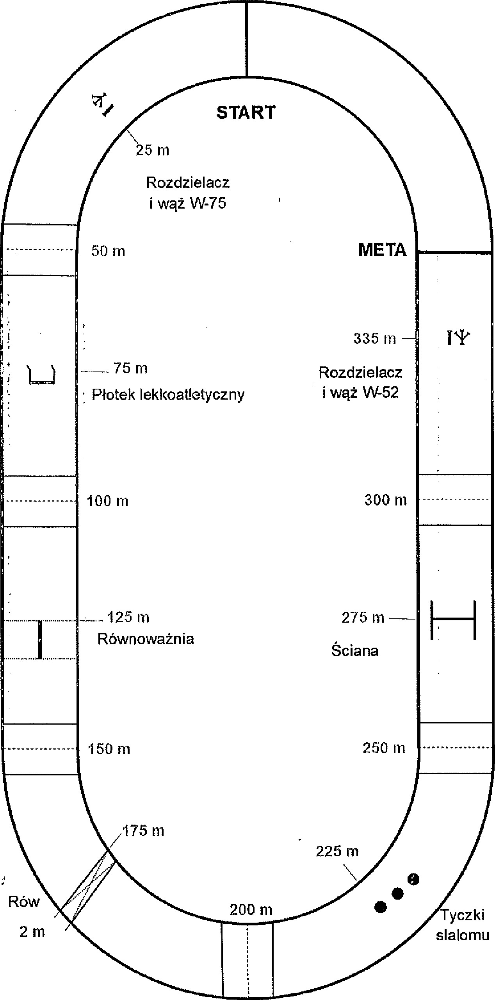 START
25 m
Rozdzielacz
i wąż W-75
50 m
META
335 m
75 m
Płotek lekkoatletyczny
Rozdzielacz
i wąż W-52
100 m
300 m
125 m
Równoważnia
275 m
Ściana
150 m
250 m
175 m
225 m
Rów
2 m
200 m
Tyczki
slalomu